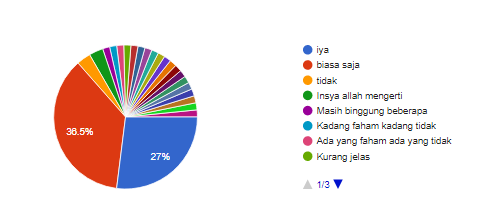 iya
biasa saja
tidak
Insya allah mengerti
Masih binggung beberapa
Kadang faham kadang tidak
Ada yang faham ada yang tidak
Kurang jelas
36.5%
27%
1/3